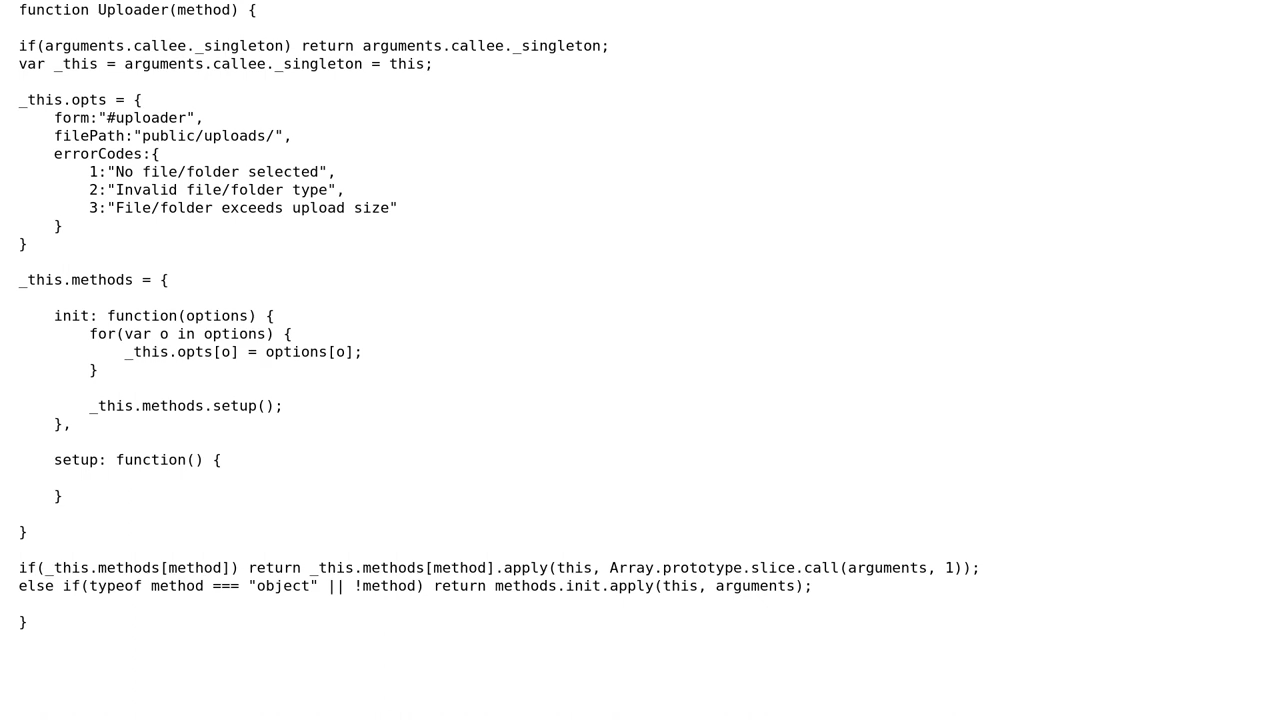 function Uploader(method) {
if(arguments.callee._singleton) return arguments.callee._singleton;
var _this = arguments.callee._singleton = this;
_this.opts = {
    form:"#uploader",
    filePath:"public/uploads/",
    errorCodes:{
        1:"No file/folder selected",
        2:"Invalid file/folder type",
        3:"File/folder exceeds upload size"
    }
}
_this.methods = {
    init: function(options) {
        for(var o in options) {
            _this.opts[o] = options[o];
        }
        _this.methods.setup();
    },
    setup: function() {
    }
}
if(_this.methods[method]) return _this.methods[method].apply(this, Array.prototype.slice.call(arguments, 1));
else if(typeof method === "object" || !method) return methods.init.apply(this, arguments);
}